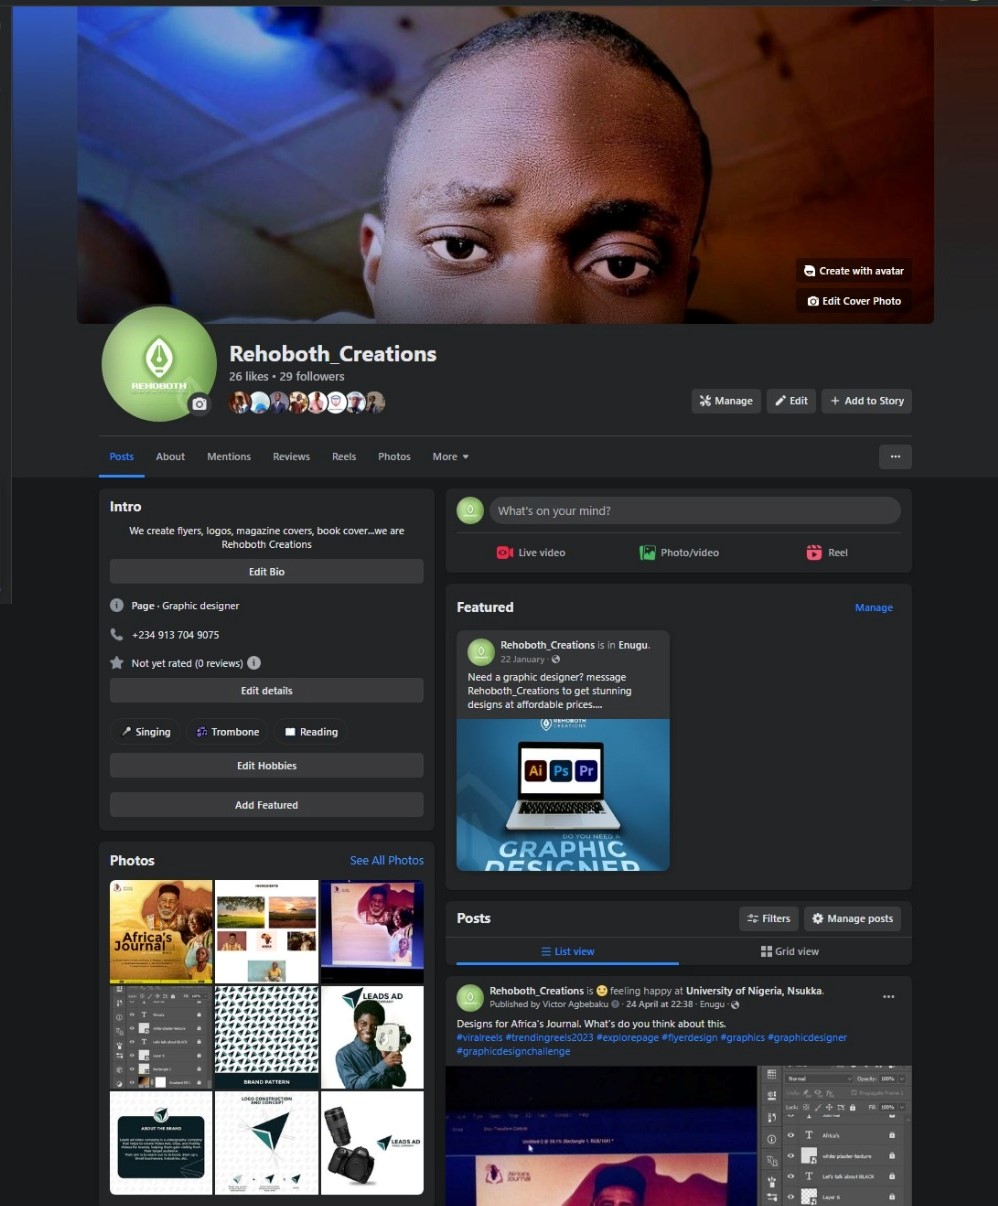 Create with avatar
Edit Cover Photo
REHOBOTH
Rehoboth_Creations
26 likes • 29 followers
Manage
Edit
+ Add to Story
Posts
About
Mentions
Reviews
Reels
Photos
More
Intro
We create flyers, logos, magazine covers, book cover...we are
Rehoboth Creations
Edit Bio
Page · Graphic designer
+234 913 704 9075
Not yet rated (0 reviews)
Edit details
Singing
Trombone
Reading
Edit Hobbies
Add Featured
Photos
See All Photos
Africa's
Journal
INGREDIENTS
BRAND PATTERN
LEADS AD
ABOUT THE BRAND
LOGO CONSTRUCTION
AND CONCEPT
LEADS AD
What's on your mind?
Live video
Photo/video
Reel
Featured
Manage
Rehoboth_Creations is in Enugu.
22 January ·
Need a graphic designer? message
Rehoboth_Creations to get stunning
designs at affordable prices....
REHOBOTH
CREATIONS
Ai Ps Pr
DO YOU NEED A
GRAPHIC
DESIGNER
Posts
Filters
Manage posts
List view
Grid view
Rehoboth_Creations is feeling happy at University of Nigeria, Nsukka.
Published by Victor Agbebaku · 24 April at 22:38 · Enugu ·
Designs for Africa's Journal. What's do you think about this.
#viralreels #trendingreels2023 #explorepage #flyerdesign #graphics #graphicdesigner
#graphicdesignchallenge
Normal
Opacity: 100%
Lock:
Fill: 100%
Africa's
white plaster texture
Let's talk about BLACK
Layer 6
Africa's
Journal